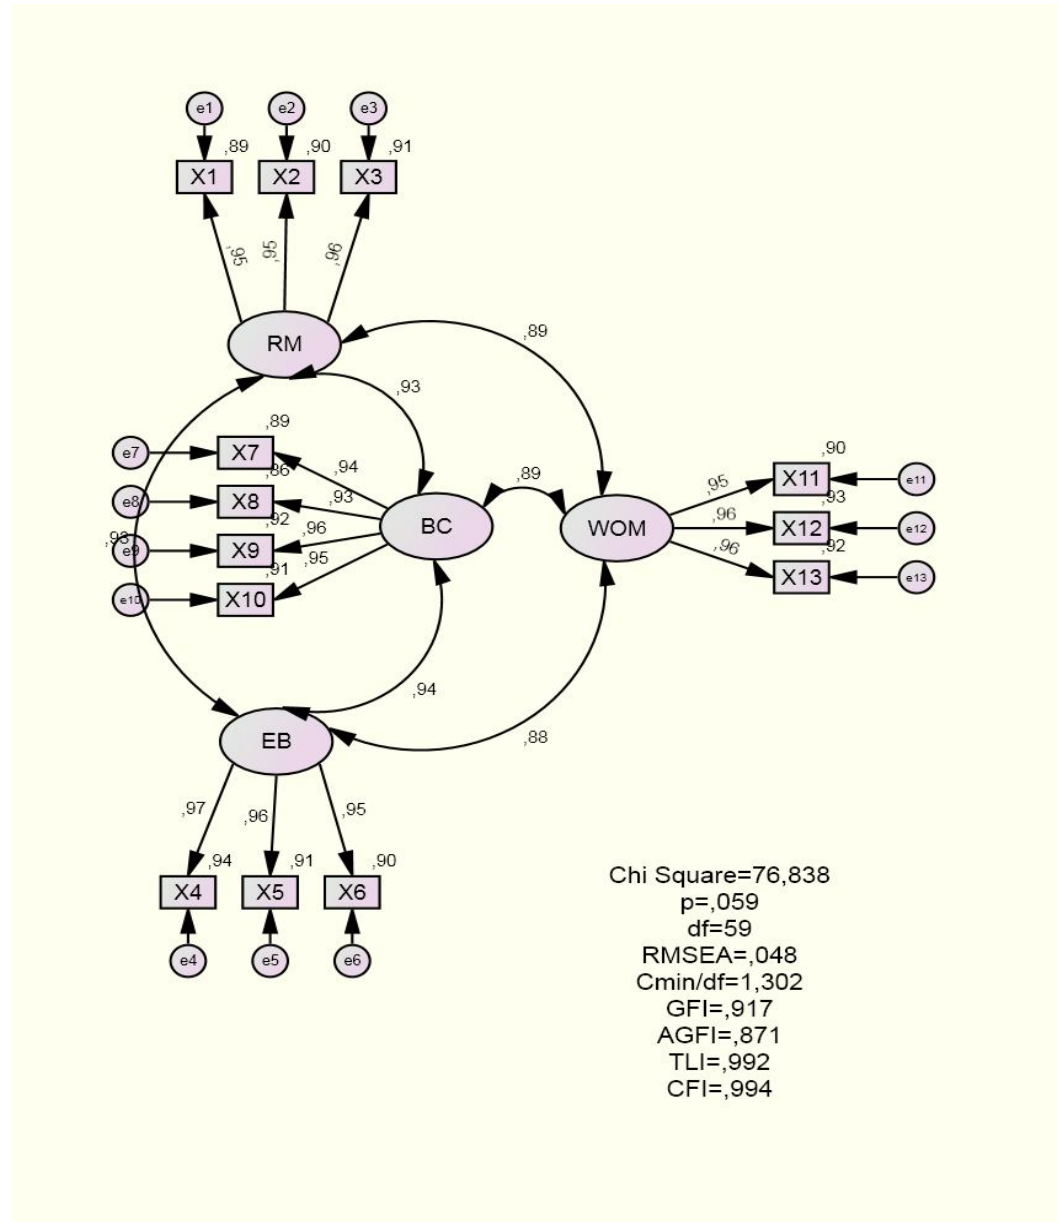 e1 e2 e3
,89 ,90 ,91
X1 X2 X3
,95 ,95 ,96
RM
,89
,93
,89
e7 X7
,94
,86
e8 X8
,93
,92
e9 X9
,96
,93
,91
e10 X10
,95
BC
,89
WOM
,90
,95
X11 e11
,93
,96
X12 e12
,92
,96
X13 e13
,94
,88
EB
,97 ,96 ,95
,94 ,91 ,90
X4 X5 X6
e4 e5 e6
Chi Square=76,838
p=,059
df=59
RMSEA=,048
Cmin/df=1,302
GFI=,917
AGFI=,871
TLI=,992
CFI=,994